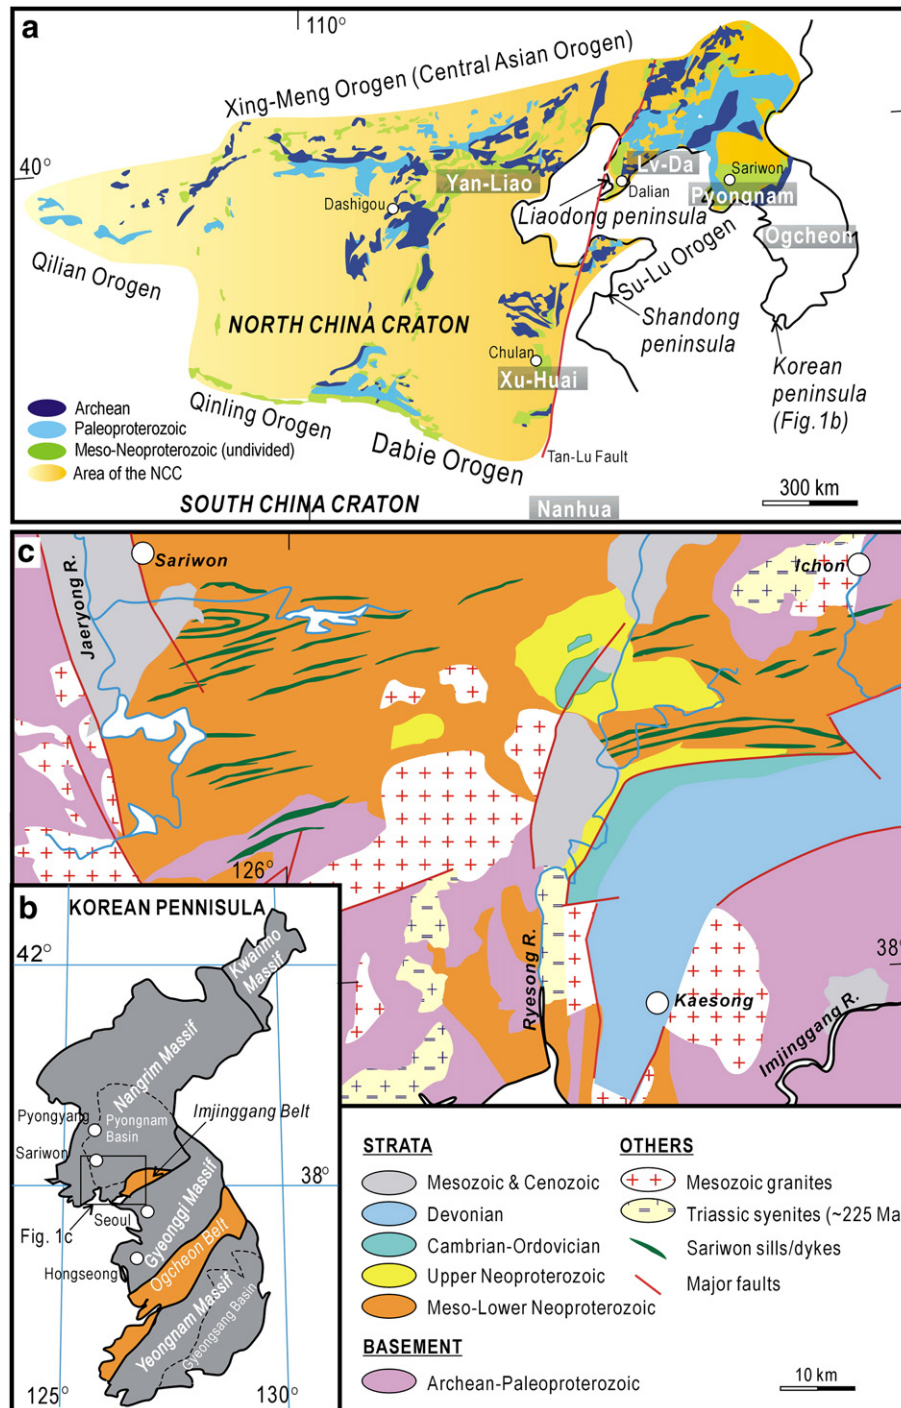 a
110°
Xing-Meng Orogen (Central Asian Orogen)
40°
Yan-Liao
Lv-Da
Dalian
Sariwon
Pyongnam
Dashigou
Liaodong peninsula
Ogcheon
Qilian Orogen
Su-Lu Orogen
NORTH CHINA CRATON
Shandong
peninsula
Chulan
Xu-Huai
Korean
peninsula
(Fig. 1b)
Archean
Paleoproterozoic
Meso-Neoproterozoic (undivided)
Area of the NCC
Qinling Orogen
Dabie Orogen
Tan-Lu Fault
300 km
SOUTH CHINA CRATON
Nanhua
c
Sariwon
Ichon
Jaeryong R.
126°
38°
Ryesong R.
Kaesong
Imjinggang R.
b
KOREAN PENNISULA
42°
Kwanmo
Massif
Nangrim Massif
Imjinggang Belt
Pyongyang
Pyongnam
Basin
Sariwon
38°
Seoul
Fig. 1c
Gyeonggi Massif
Hongseong
Ogcheon Belt
Yeongnam Massif
Gyeongsang Basin
125°
130°
STRATA
Mesozoic & Cenozoic
Devonian
Cambrian-Ordovician
Upper Neoproterozoic
Meso-Lower Neoproterozoic
BASEMENT
Archean-Paleoproterozoic
OTHERS
Mesozoic granites
Triassic syenites (~225 Ma
Sariwon sills/dykes
Major faults
10 km